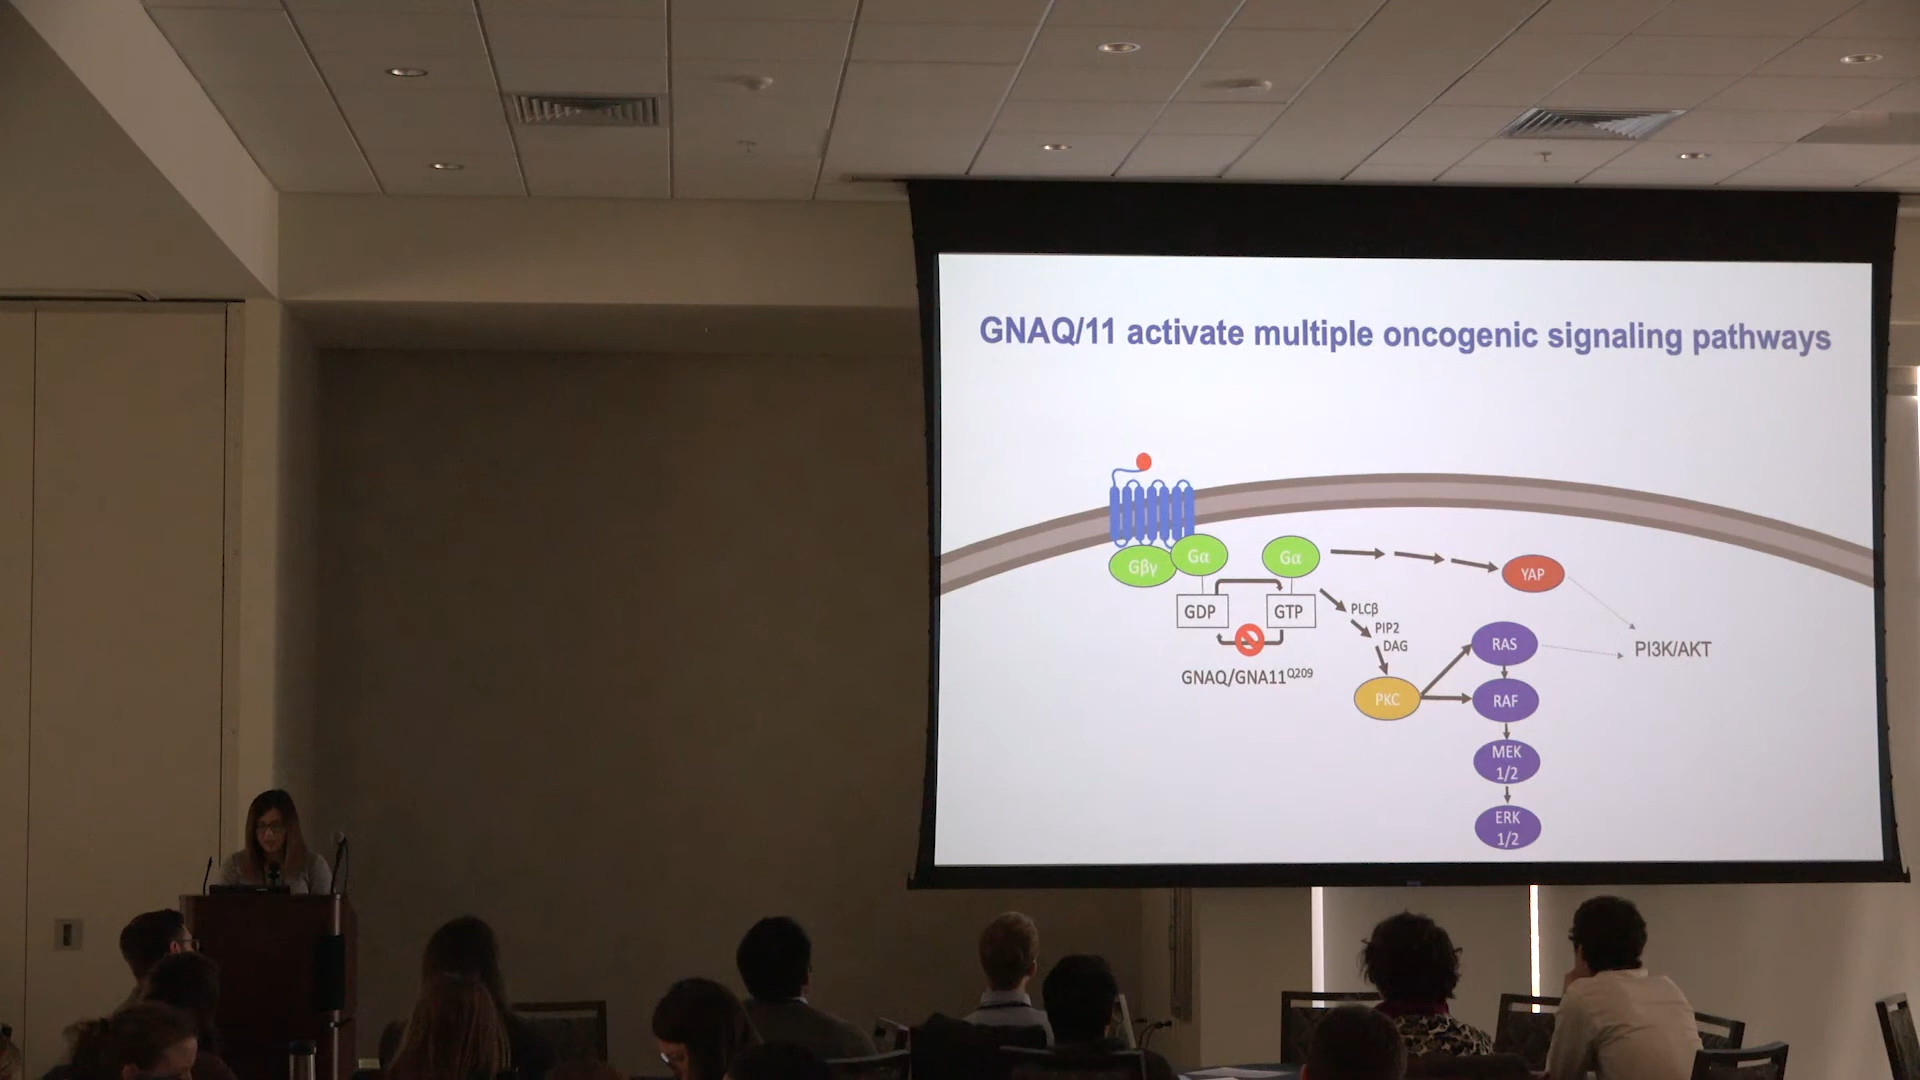 GNAQ/11 activate multiple oncogenic signaling pathways
Gβγ
Gα
Gα
YAP
GDP
GTP
PLCβ
PIP2
DAG
RAS
PI3K/AKT
GNAQ/GNA11Q209
PKC
RAF
MEK
1/2
ERK
1/2